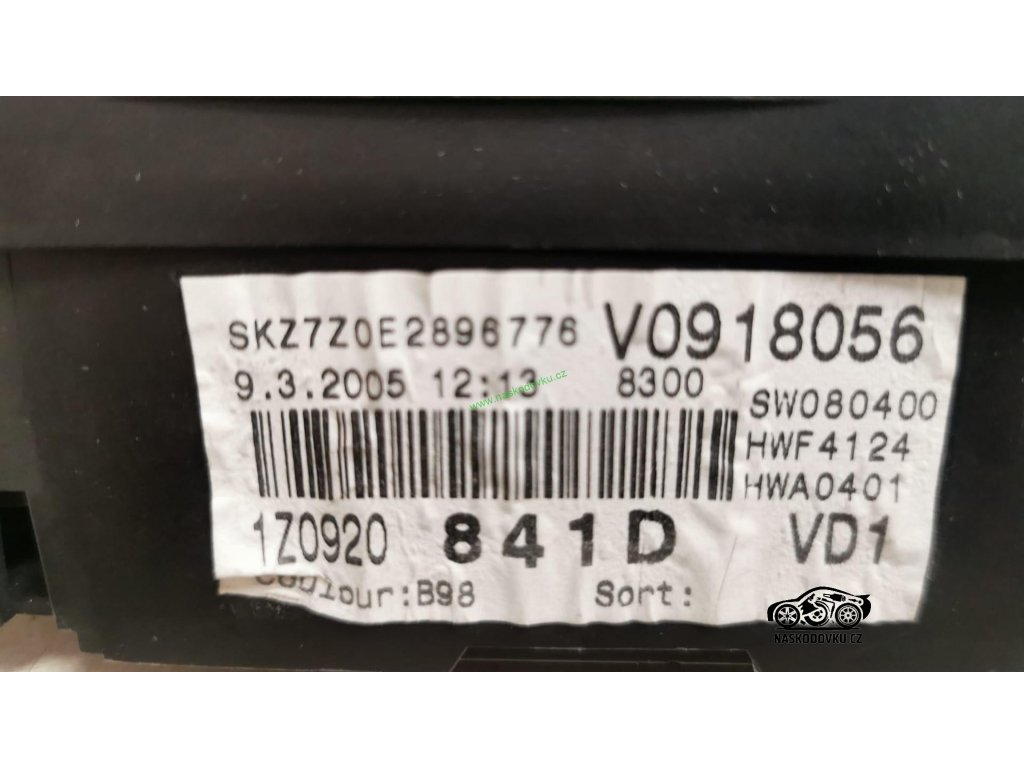 SKZ7Z0E2896776 V0918056
9.3.2005 12:13 8300
SW080400
HWF4124
HWA0401
1Z0920 841D VD1
Coulour:B98 Sort:
www.naskodovku.cz
NASKODOVKU.CZ